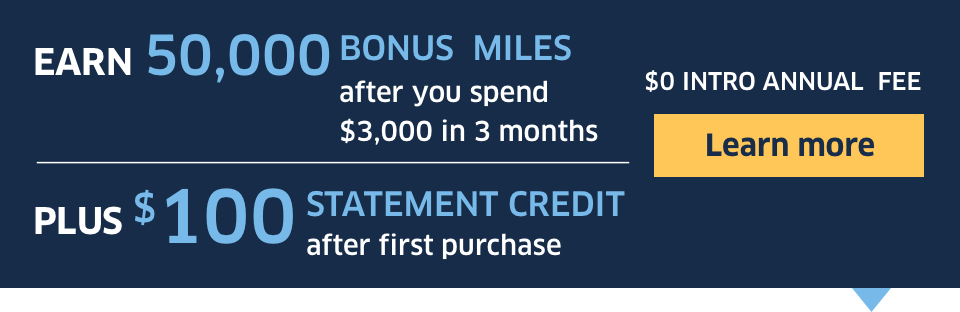 EARN 50,000 BONUS MILES
after you spend
$3,000 in 3 months
PLUS $100 STATEMENT CREDIT
after first purchase
$0 INTRO ANNUAL FEE
Learn more